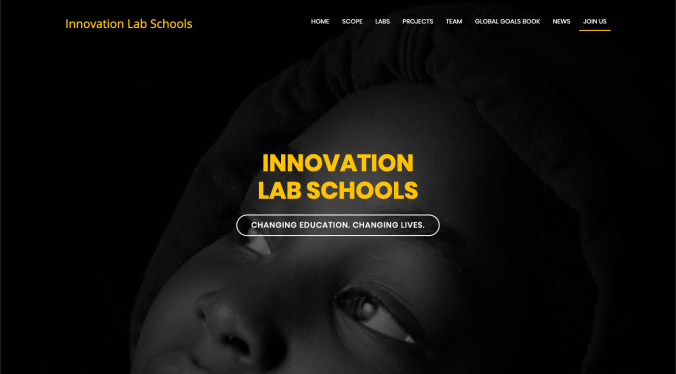 Innovation Lab Schools
HOME SCOPE LABS PROJECTS TEAM GLOBAL GOALS BOOK NEWS JOIN US
INNOVATION
LAB SCHOOLS
CHANGING EDUCATION. CHANGING LIVES.